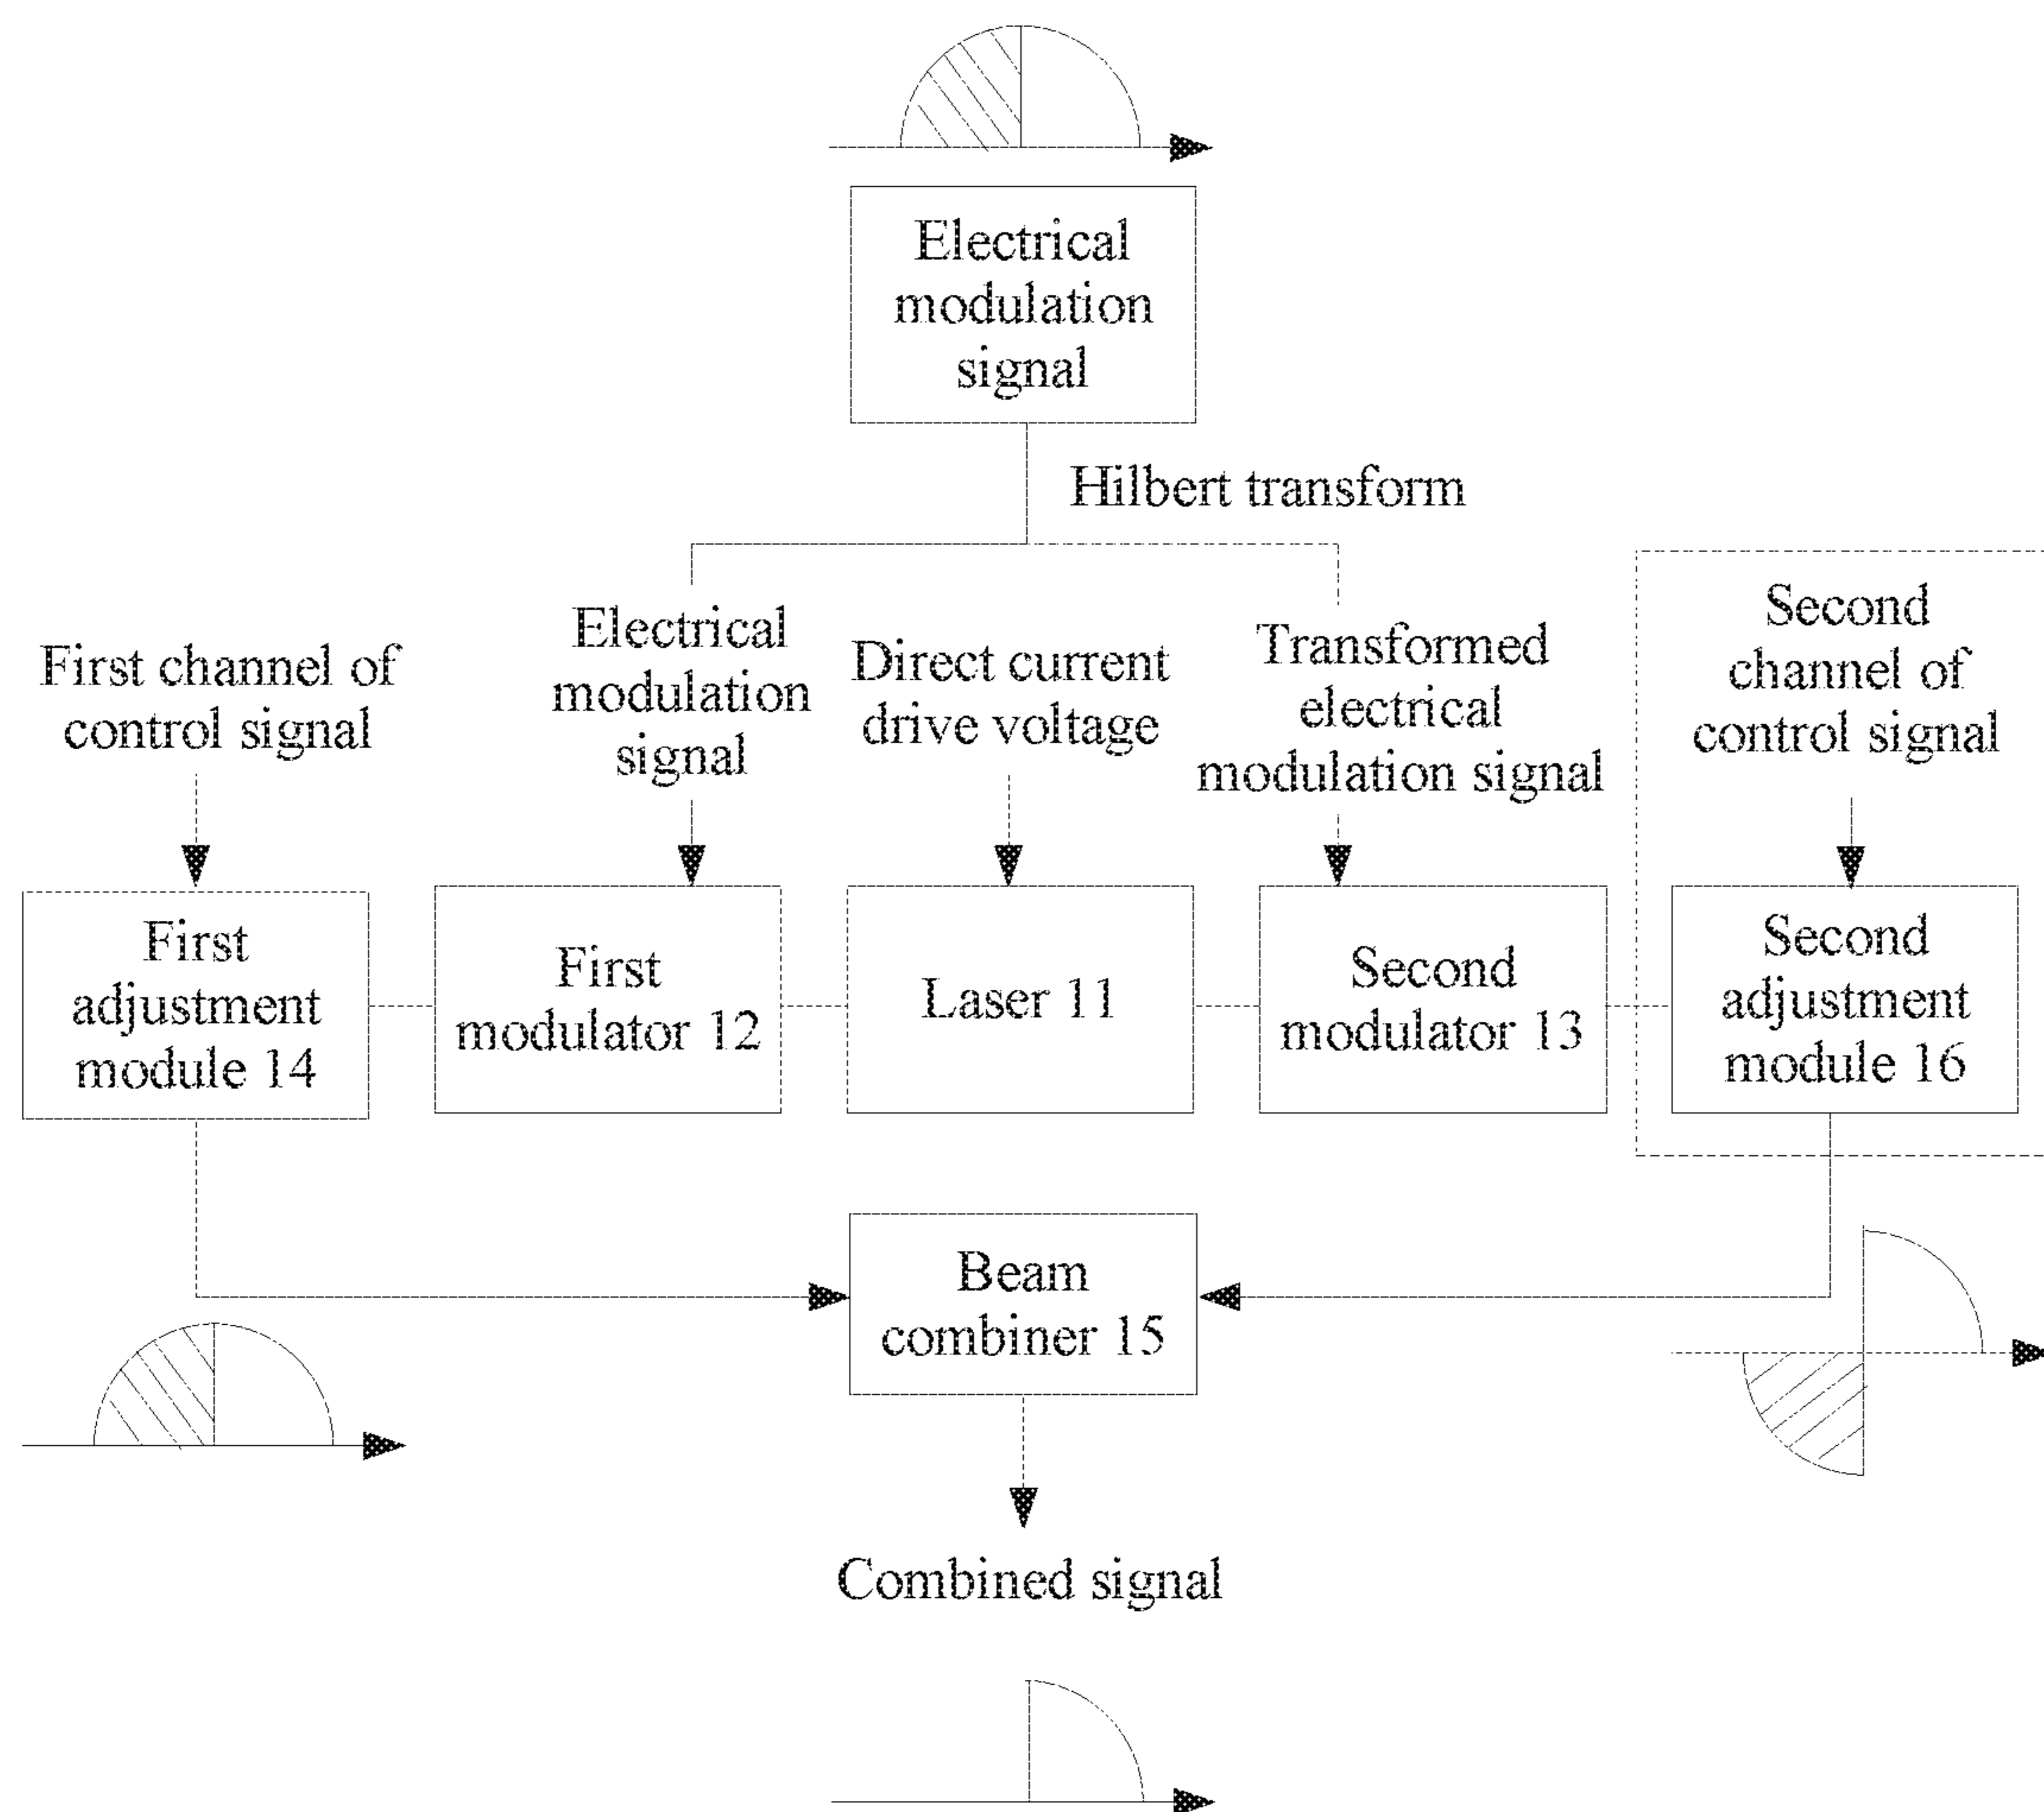 Electrical
modulation
signal
Hilbert transform
First channel of
control signal
Electrical
modulation
signal
Direct current
drive voltage
Transformed
electrical
modulation signal
Second
channel of
control signal
First
adjustment
module 14
First
modulator 12
Laser 11
Second
modulator 13
Second
adjustment
module 16
Beam
combiner 15
Combined signal